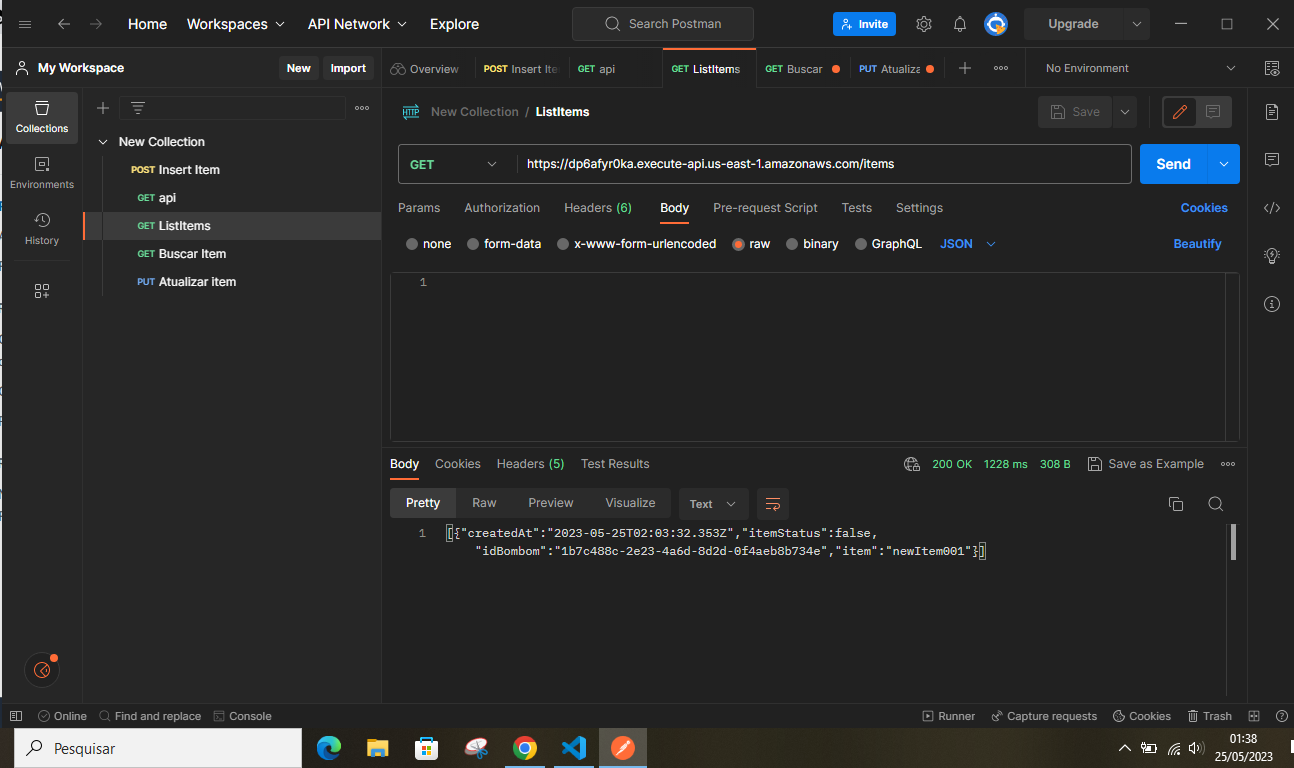 Home Workspaces API Network Explore Search Postman Invite Upgrade
My Workspace New Import Overview POST Insert Ite GET api GET ListItems GET Buscar PUT Atualiza No Environment
Collections
Environments
History
New Collection
POST Insert Item
GET api
GET ListItems
GET Buscar Item
PUT Atualizar item
HTTP New Collection / ListItems Save
GET https://dp6afyr0ka.execute-api.us-east-1.amazonaws.com/items Send
Params Authorization Headers (6) Body Pre-request Script Tests Settings Cookies
none form-data x-www-form-urlencoded raw binary GraphQL JSON Beautify
1
Body Cookies Headers (5) Test Results 200 OK 1228 ms 308 B Save as Example
Pretty Raw Preview Visualize Text
1 [{"createdAt":"2023-05-25T02:03:32.353Z","itemStatus":false,
"idBombom":"1b7c488c-2e23-4a6d-8d2d-0f4aeb8b734e","item":"newItem001"}]
Online Find and replace Console Runner Capture requests Cookies Trash
Pesquisar 01:38
25/05/2023